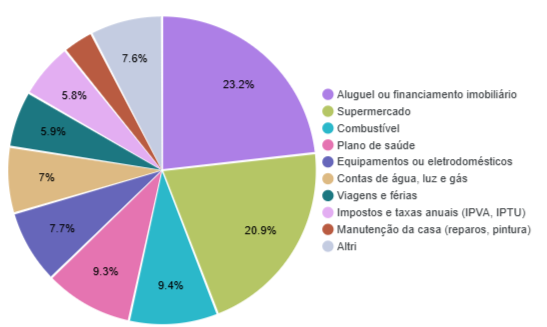 7.6%
23.2%
5.8%
5.9%
7%
7.7%
9.3%
9.4%
20.9%
Aluguel ou financiamento imobiliário
Supermercado
Combustível
Plano de saúde
Equipamentos ou eletrodomésticos
Contas de água, luz e gás
Viagens e férias
Impostos e taxas anuais (IPVA, IPTU)
Manutenção da casa (reparos, pintura)
Altri